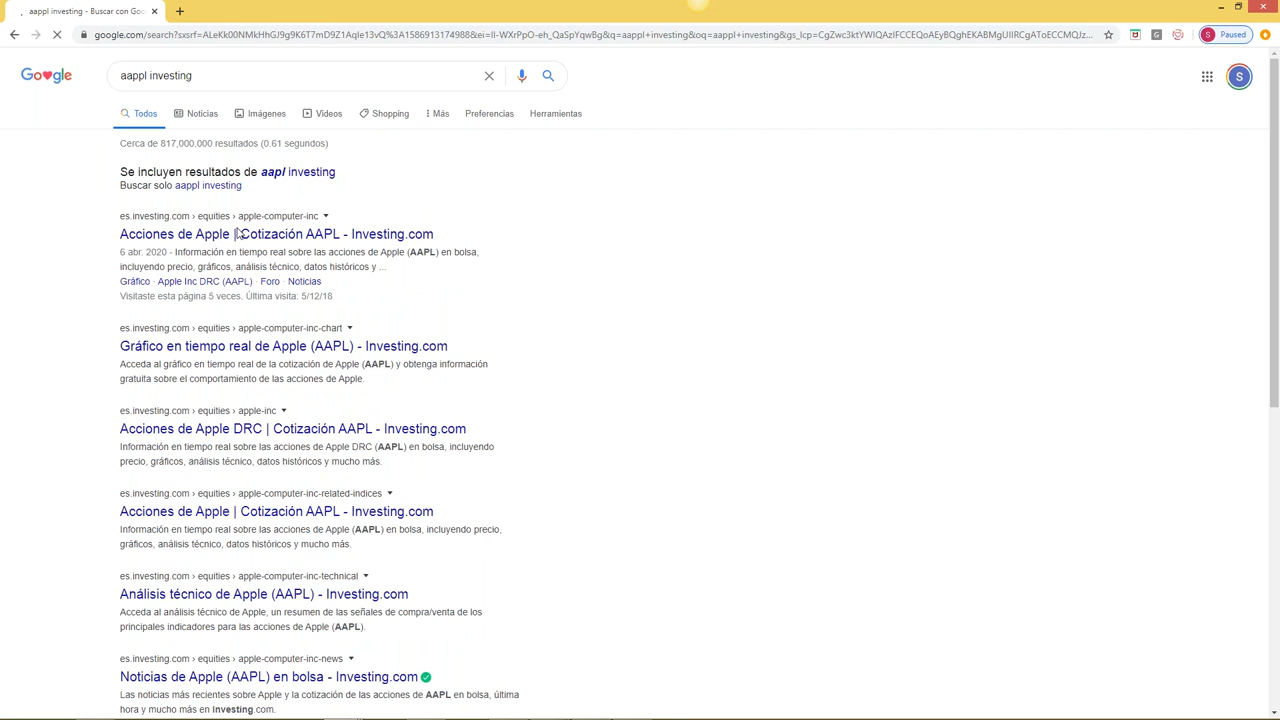 aappl investing - Buscar con Goo
google.com/search?sxsrf=ALeKk00NMkHhGJ9g9K6T7mD9Z1Aqle13vQ%3A1586913174988&ei=ll-WXrPpO-eh_QaSpYqwBg&q=aappl+investing&oq=aappl+investing&gs_lcp=CgZwc3ktYWIQAzIFCCEQoAEyBQghEKABMgUIIRCgAToECCMQJz...
S Paused
Google
aappl investing
S
Todos Noticias Imágenes Videos Shopping Más Preferencias Herramientas
Cerca de 817,000,000 resultados (0.61 segundos)
Se incluyen resultados de aapl investing
Buscar solo aappl investing
es.investing.com › equities › apple-computer-inc
Acciones de Apple | Cotización AAPL - Investing.com
6 abr. 2020 - Información en tiempo real sobre las acciones de Apple (AAPL) en bolsa,
incluyendo precio, gráficos, análisis técnico, datos históricos y ...
Gráfico · Apple Inc DRC (AAPL) · Foro · Noticias
Visitaste esta página 5 veces. Última visita: 5/12/18
es.investing.com › equities › apple-computer-inc-chart
Gráfico en tiempo real de Apple (AAPL) - Investing.com
Acceda al gráfico en tiempo real de la cotización de Apple (AAPL) y obtenga información
gratuita sobre el comportamiento de las acciones de Apple.
es.investing.com › equities › apple-inc
Acciones de Apple DRC | Cotización AAPL - Investing.com
Información en tiempo real sobre las acciones de Apple DRC (AAPL) en bolsa, incluyendo
precio, gráficos, análisis técnico, datos históricos y mucho más.
es.investing.com › equities › apple-computer-inc-related-indices
Acciones de Apple | Cotización AAPL - Investing.com
Información en tiempo real sobre las acciones de Apple (AAPL) en bolsa, incluyendo precio,
gráficos, análisis técnico, datos históricos y mucho más.
es.investing.com › equities › apple-computer-inc-technical
Análisis técnico de Apple (AAPL) - Investing.com
Acceda al análisis técnico de Apple, un resumen de las señales de compra/venta de los
principales indicadores para las acciones de Apple (AAPL).
es.investing.com › equities › apple-computer-inc-news
Noticias de Apple (AAPL) en bolsa - Investing.com
Las noticias más recientes sobre Apple y la cotización de las acciones de AAPL en bolsa, última
hora y mucho más en Investing.com.